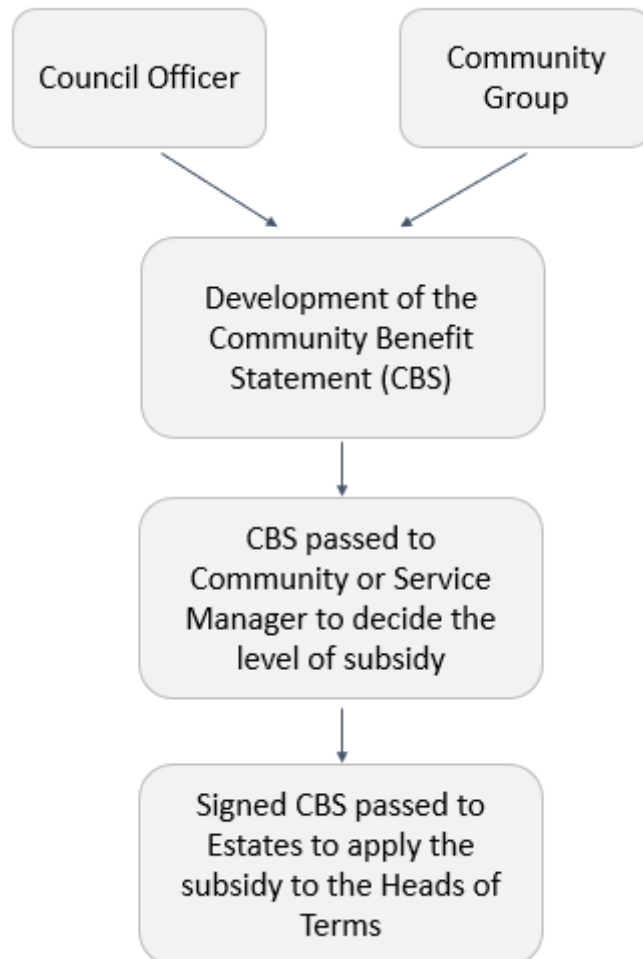 Council Officer
Community
Group
Development of the
Community Benefit
Statement (CBS)
CBS passed to
Community or Service
Manager to decide the
level of subsidy
Signed CBS passed to
Estates to apply the
subsidy to the Heads of
Terms